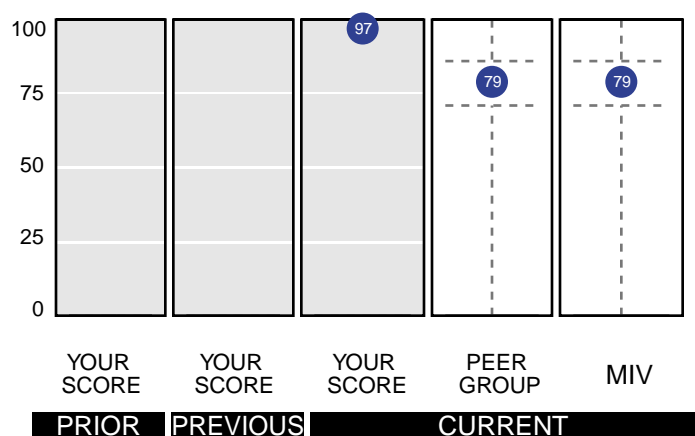 100
75
50
25
0
97
79
79
YOUR
SCORE
YOUR
SCORE
YOUR
SCORE
PEER
GROUP
MIV
PRIOR
PREVIOUS
CURRENT